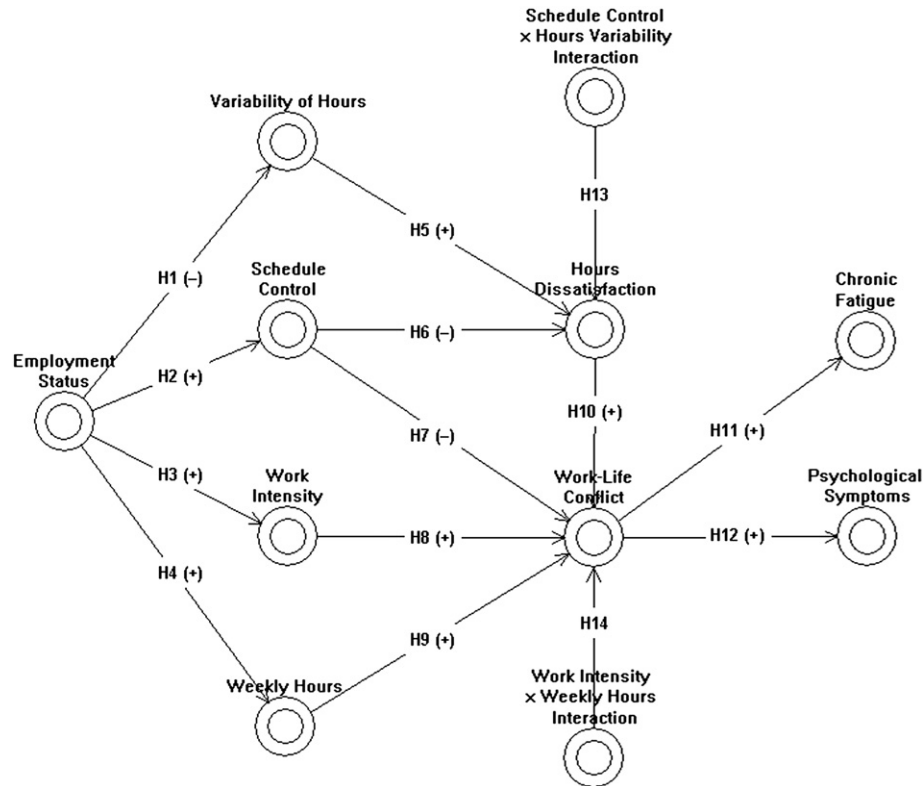 Schedule Control
× Hours Variability
Interaction
Variability of Hours
H13
H5 (+)
H1 (–)
Schedule
Control
Hours
Dissatisfaction
Chronic
Fatigue
H6 (–)
Employment
Status
H2 (+)
H10 (+)
H7 (–)
H11 (+)
H3 (+)
Work
Intensity
Work-Life
Conflict
Psychological
Symptoms
H8 (+)
H12 (+)
H4 (+)
H14
H9 (+)
Weekly Hours
Work Intensity
× Weekly Hours
Interaction